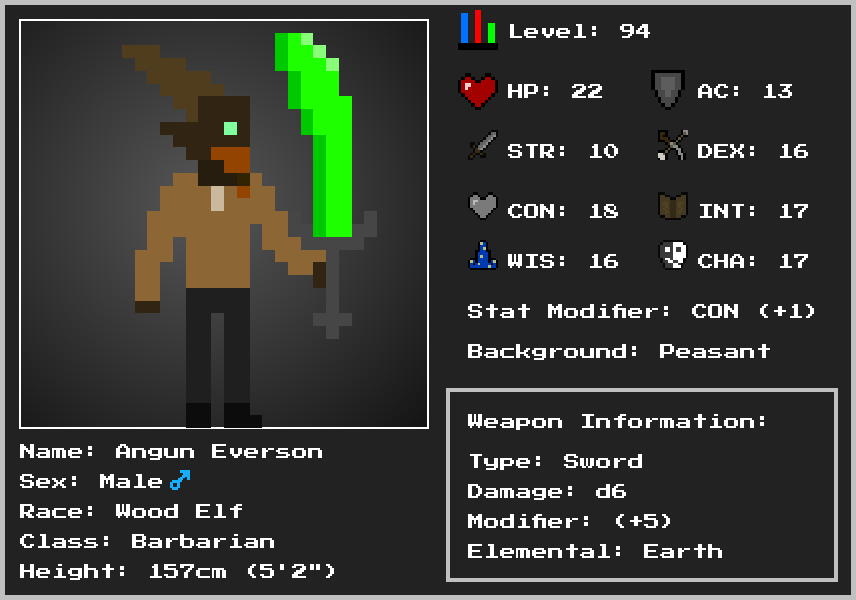 Level: 94
HP: 22
AC: 13
STR: 10
DEX: 16
CON: 18
INT: 17
WIS: 16
CHA: 17
Stat Modifier: CON (+1)
Background: Peasant
Weapon Information:
Type: Sword
Damage: d6
Modifier: (+5)
Elemental: Earth
Name: Angun Everson
Sex: Male♂
Race: Wood Elf
Class: Barbarian
Height: 157cm (5'2")